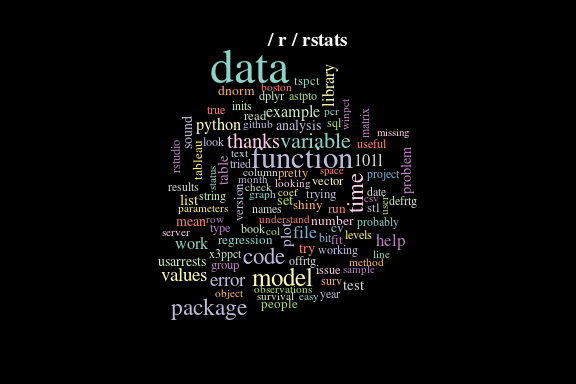 / r / rstats
data
tspct
boston
dnorm
dplyr
astpto
library
inits
true
read
example
pcr
winpct
matrix
sound
python
github
analysis
sql
missing
rstudio
look
thanks
variable
useful
tableau
status
table
text
tried
function
101l
problem
column
pretty
space
project
month
looking
vector
time
results
check
date
csv
string
version
graph
coef
trying
user
defrtg
list
set
shiny
stl
parameters
names
run
number
mean
row
understand
probably
server
type
book
col
plot
file
cv
levels
work
regression
bit
fit
help
try
working
line
usarrests
x3ppct
code
offrtg
method
values
group
issue
sample
error
model
surv
test
object
observations
survival
easy
year
package
people